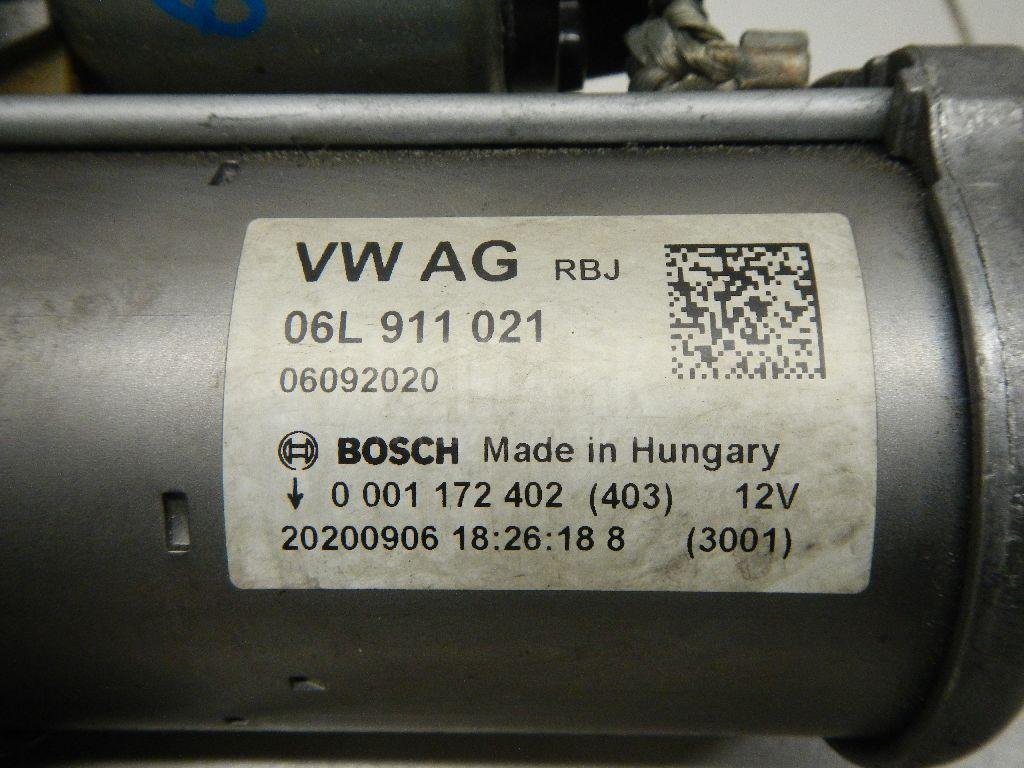 VW AG RBJ
06L 911 021
06092020
BOSCH Made in Hungary
↓ 0 001 172 402 (403) 12V
20200906 18:26:18 8 (3001)